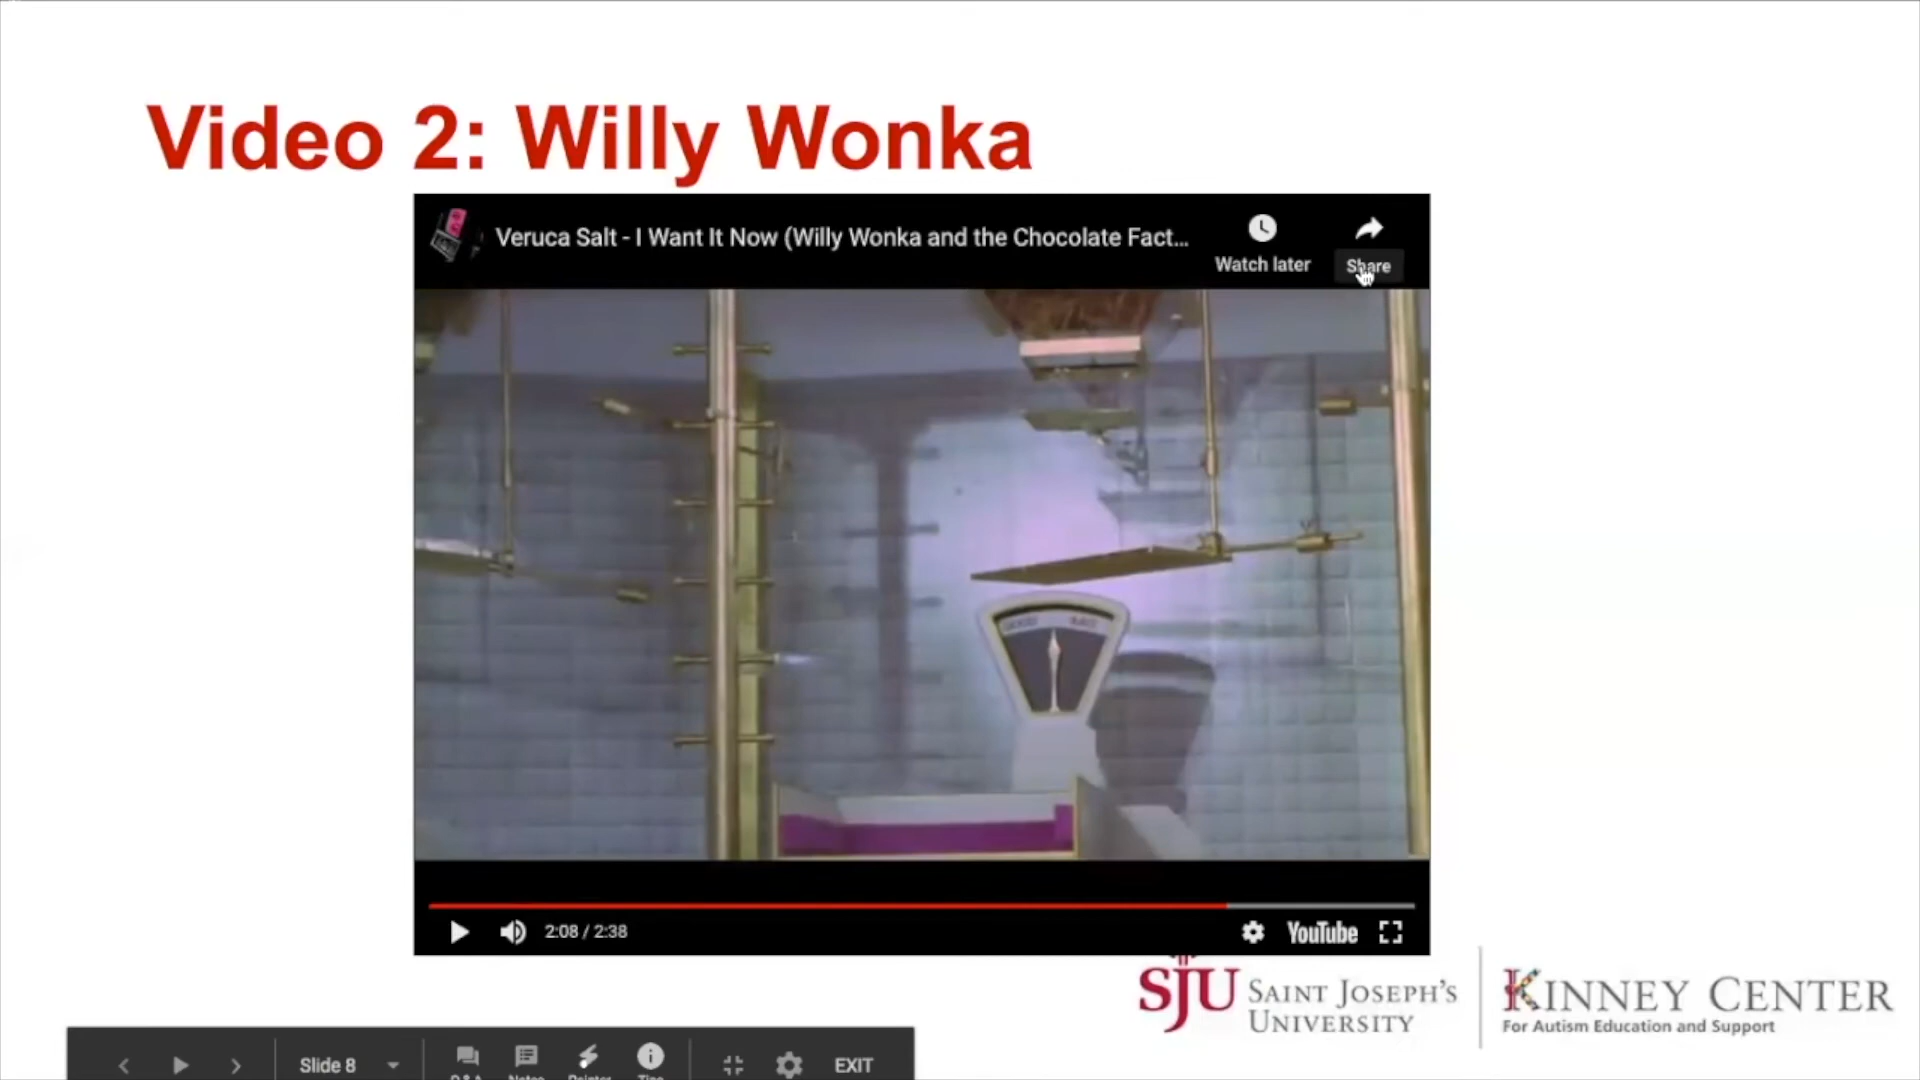 Video 2: Willy Wonka
Veruca Salt - I Want It Now (Willy Wonka and the Chocolate Fact...
Watch later
Share
2:08 / 2:38
YouTube
SJU SAINT JOSEPH'S UNIVERSITY
KINNEY CENTER
For Autism Education and Support
Slide 8
EXIT